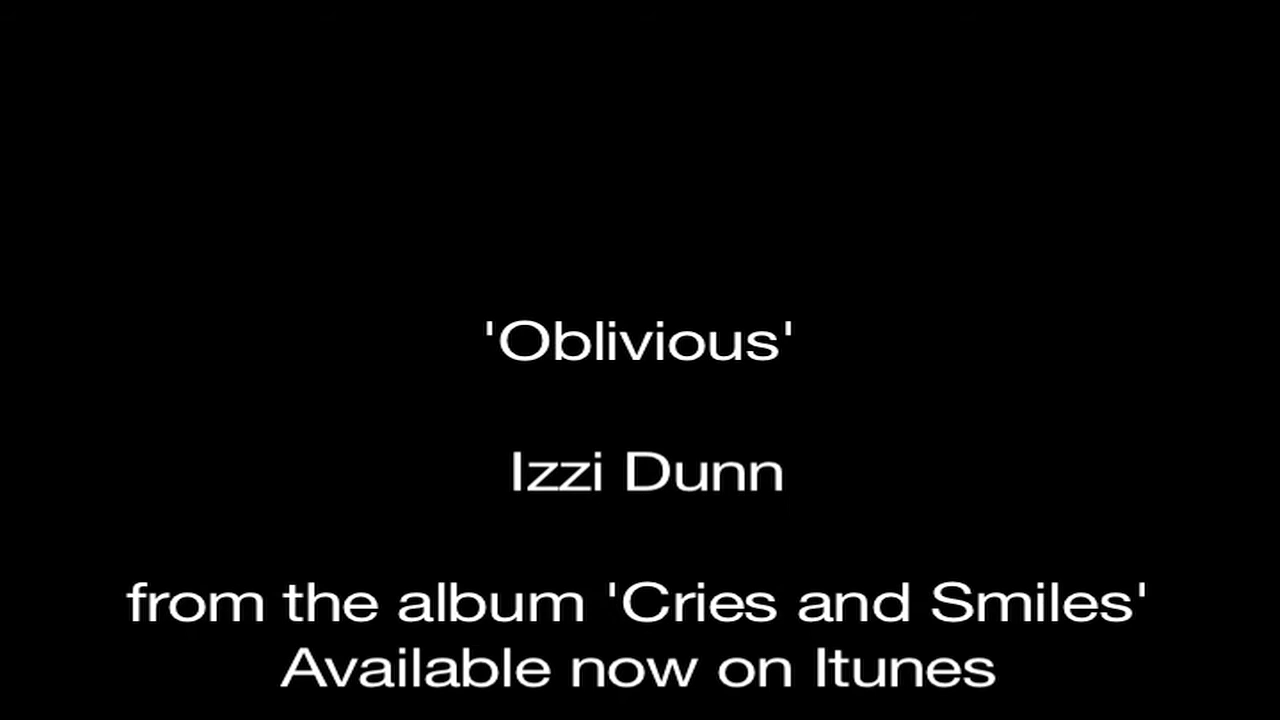 'Oblivious'
Izzi Dunn
from the album 'Cries and Smiles'
Available now on Itunes